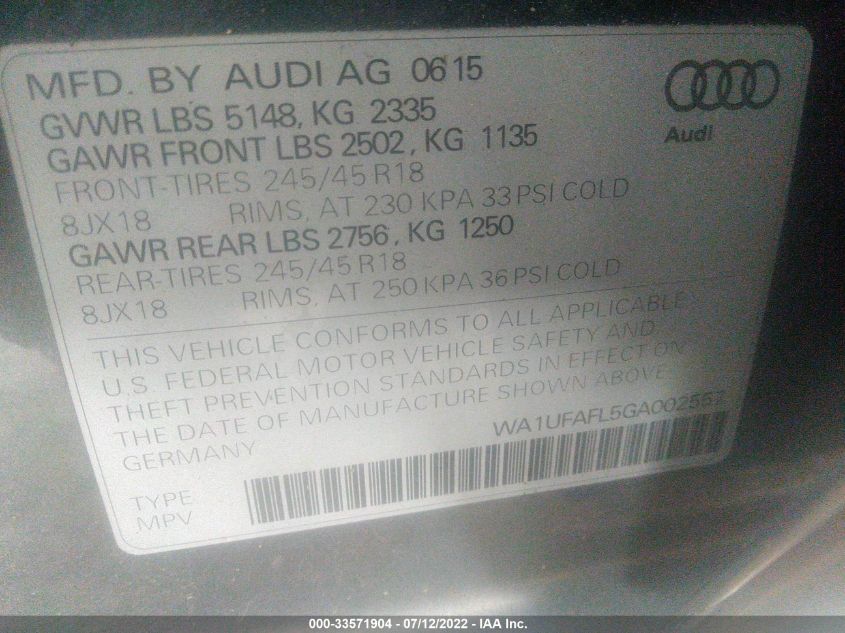 MFD. BY AUDI AG 0615
GVWR LBS 5148, KG 2335
GAWR FRONT LBS 2502, KG 1135
FRONT-TIRES 245/45 R18
8JX18 RIMS, AT 230 KPA 33 PSI COLD
GAWR REAR LBS 2756, KG 1250
REAR-TIRES 245/45 R18
8JX18 RIMS, AT 250 KPA 36 PSI COLD
Audi
THIS VEHICLE CONFORMS TO ALL APPLICABLE
U.S. FEDERAL MOTOR VEHICLE SAFETY AND
THEFT PREVENTION STANDARDS IN EFFECT ON
THE DATE OF MANUFACTURE SHOWN ABOVE.
GERMANY WA1UFAFL5GA002557
TYPE
MPV
000-33571904 - 07/12/2022 - IAA Inc.